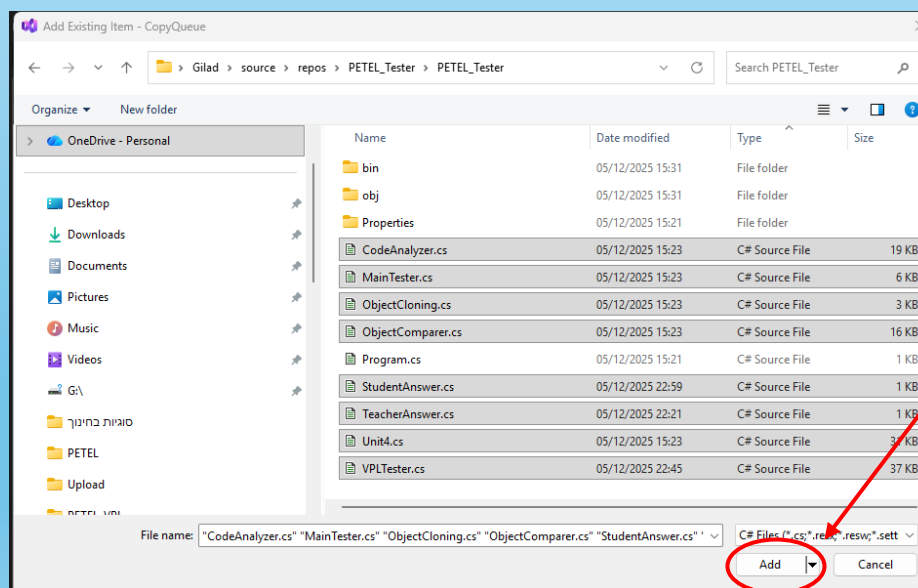 Add Existing Item - CopyQueue
Gilad > source > repos > PETEL_Tester > PETEL_Tester
Search PETEL_Tester
Organize
New folder
OneDrive - Personal
Desktop
Downloads
Documents
Pictures
Music
Videos
G:\
סוגיות בחינוך
PETEL
Upload
Name Date modified Type Size
bin 05/12/2025 15:31 File folder
obj 05/12/2025 15:31 File folder
Properties 05/12/2025 15:21 File folder
CodeAnalyzer.cs 05/12/2025 15:23 C# Source File 19 KB
MainTester.cs 05/12/2025 15:23 C# Source File 6 KB
ObjectCloning.cs 05/12/2025 15:23 C# Source File 3 KB
ObjectComparer.cs 05/12/2025 15:23 C# Source File 16 KB
Program.cs 05/12/2025 15:21 C# Source File 1 KB
StudentAnswer.cs 05/12/2025 22:59 C# Source File 1 KB
TeacherAnswer.cs 05/12/2025 22:21 C# Source File 1 KB
Unit4.cs 05/12/2025 15:23 C# Source File KB
VPLTester.cs 05/12/2025 22:45 C# Source File 37 KB
File name: "CodeAnalyzer.cs" "MainTester.cs" "ObjectCloning.cs" "ObjectComparer.cs" "StudentAnswer.cs" "
C# Files (*.cs;*.resx;*.resw;*.sett
Add
Cancel